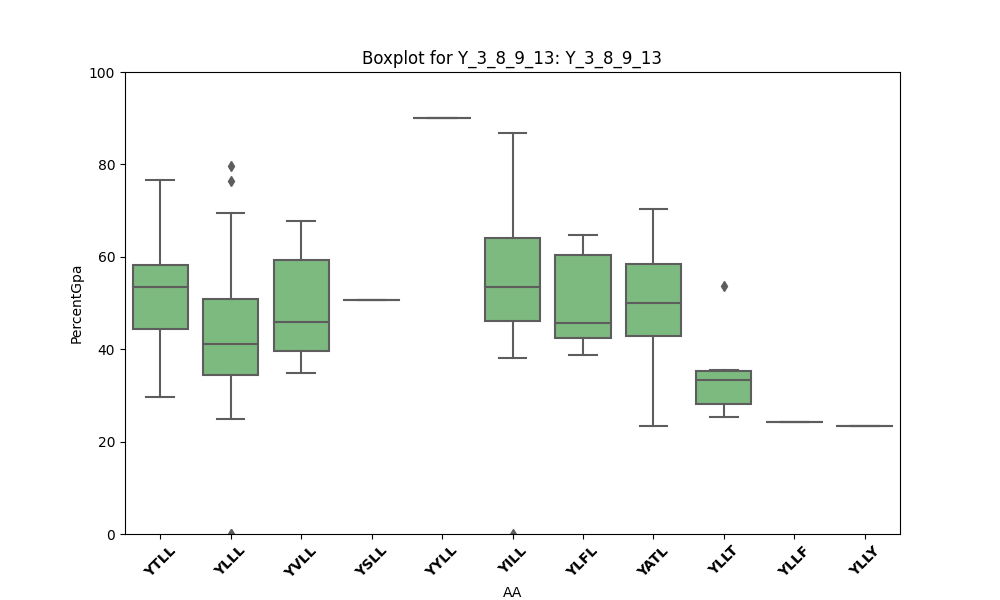 Boxplot for Y_3_8_9_13: Y_3_8_9_13
100
80
60
40
20
0
PercentGpa
YTLL
YLLL
YVLL
YSLL
YYLL
YILL
YLFL
YATL
YLLT
YLLF
YLLY
AA